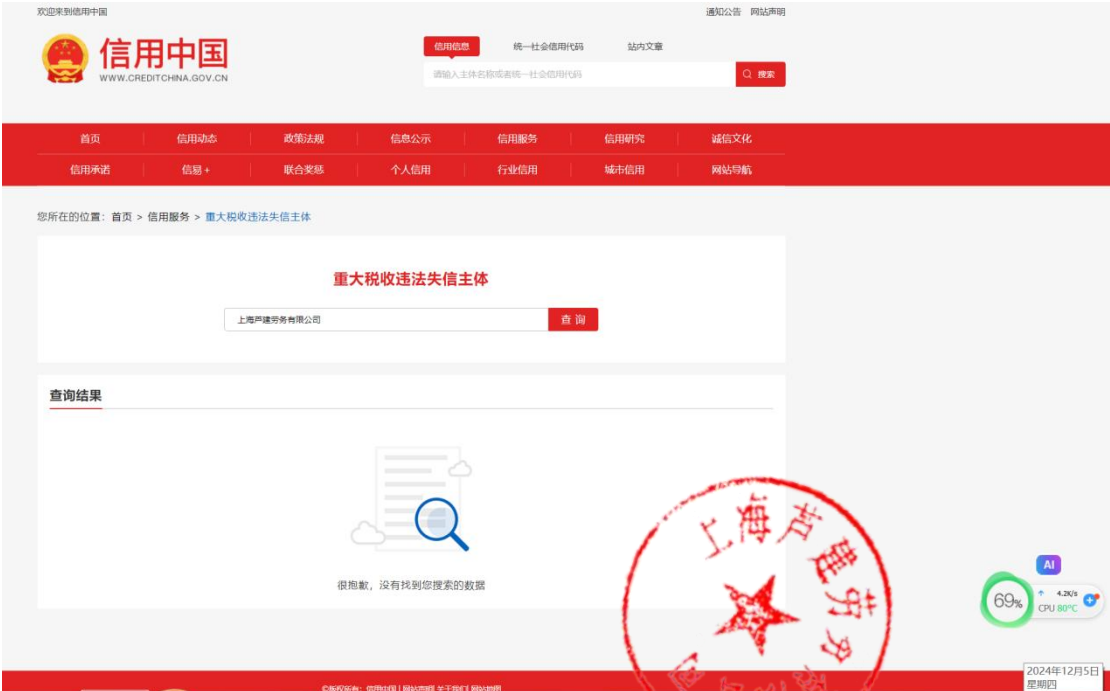 欢迎来到信用中国
通知公告 网站声明
信用中国
WWW.CREDITCHINA.GOV.CN
信用信息 统一社会信用代码 站内文章
请输入主体名称或者统一社会信用代码
搜索
首页 信用动态 政策法规 信息公示 信用服务 信用研究 诚信文化
信用承诺 信易+ 联合奖惩 个人信用 行业信用 城市信用 网站导航
您所在的位置：首页 > 信用服务 > 重大税收违法失信主体
重大税收违法失信主体
上海芦建劳务有限公司
查询
查询结果
很抱歉，没有找到您搜索的数据
上海芦建劳务
AI
69%
4.2K/s
CPU 80℃
2024年12月5日
星期四